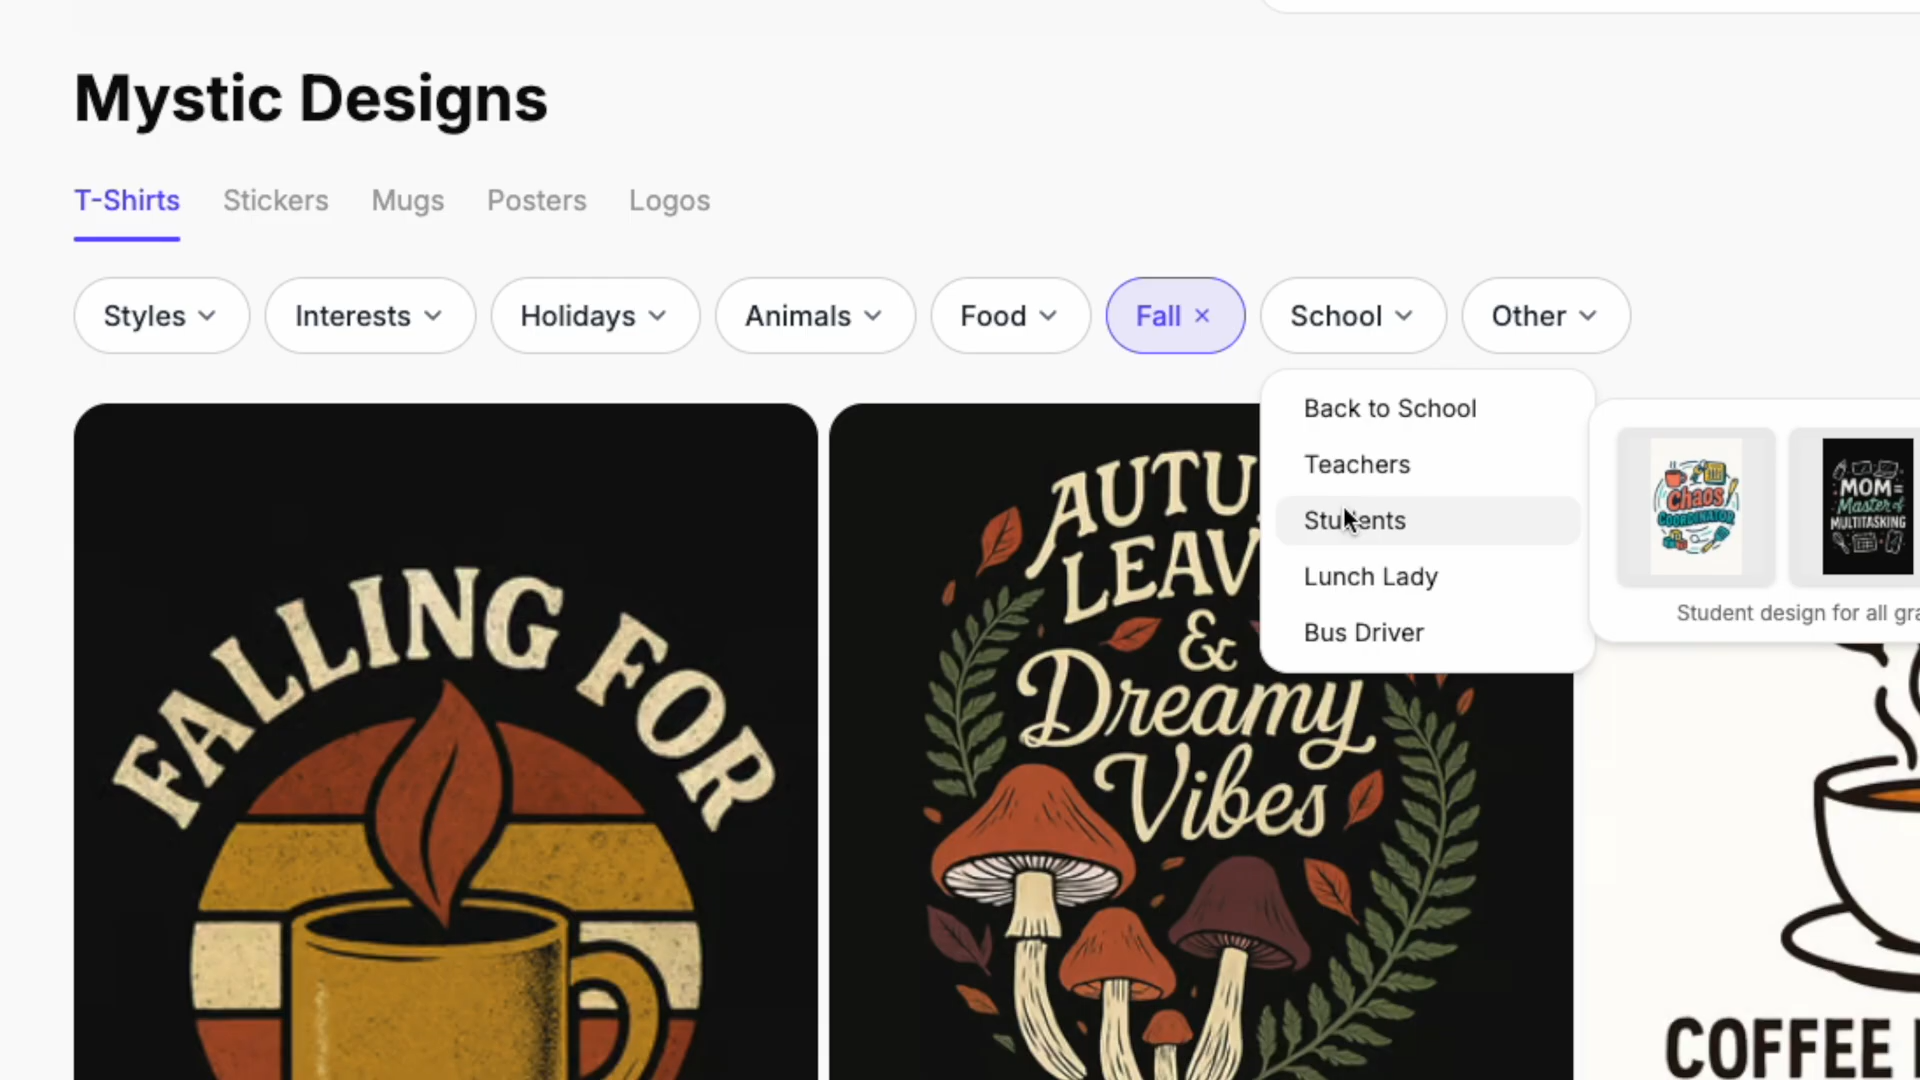 Mystic Designs
T-Shirts Stickers Mugs Posters Logos
Styles Interests Holidays Animals Food Fall × School Other
Back to School
Teachers
Students
Lunch Lady
Bus Driver
Chaos
COORDINATOR
MOM=
Master of
MULTITASKING
Student design for all
FALLING FOR
LEAV
&
Dreamy
Vibes
COFFEE